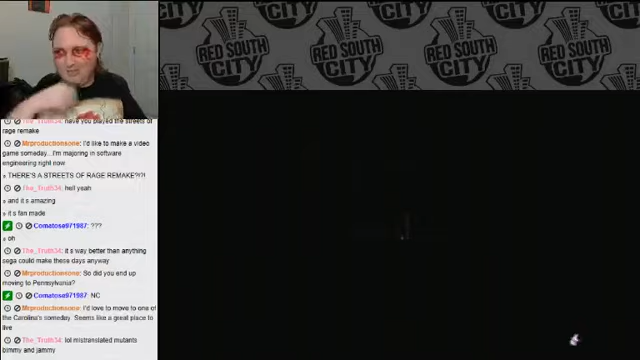 RED SOUTH CITY
RED SOUTH CITY
RED SOUTH CITY
RED SOUTH CITY
The_Truth34: have you played the streets of
rage remake?
Mrproductionsone: I'd like to make a video
game someday...I'm majoring in software
engineering right now
> THERE'S A STREETS OF RAGE REMAKE?!?!
The_Truth34: hell yeah
> and it s amazing
> it s fan made
Comatose971987: ???
> oh
The_Truth34: it s way better than anything
sega could make these days anyway
Mrproductionsone: So did you end up
moving to Pennsylvania?
Comatose971987: NC
Mrproductionsone: I'd love to move to one of
the Carolina's someday. Seems like a great place to
live
The_Truth34: lol mistranslated mutants
bimmy and jammy